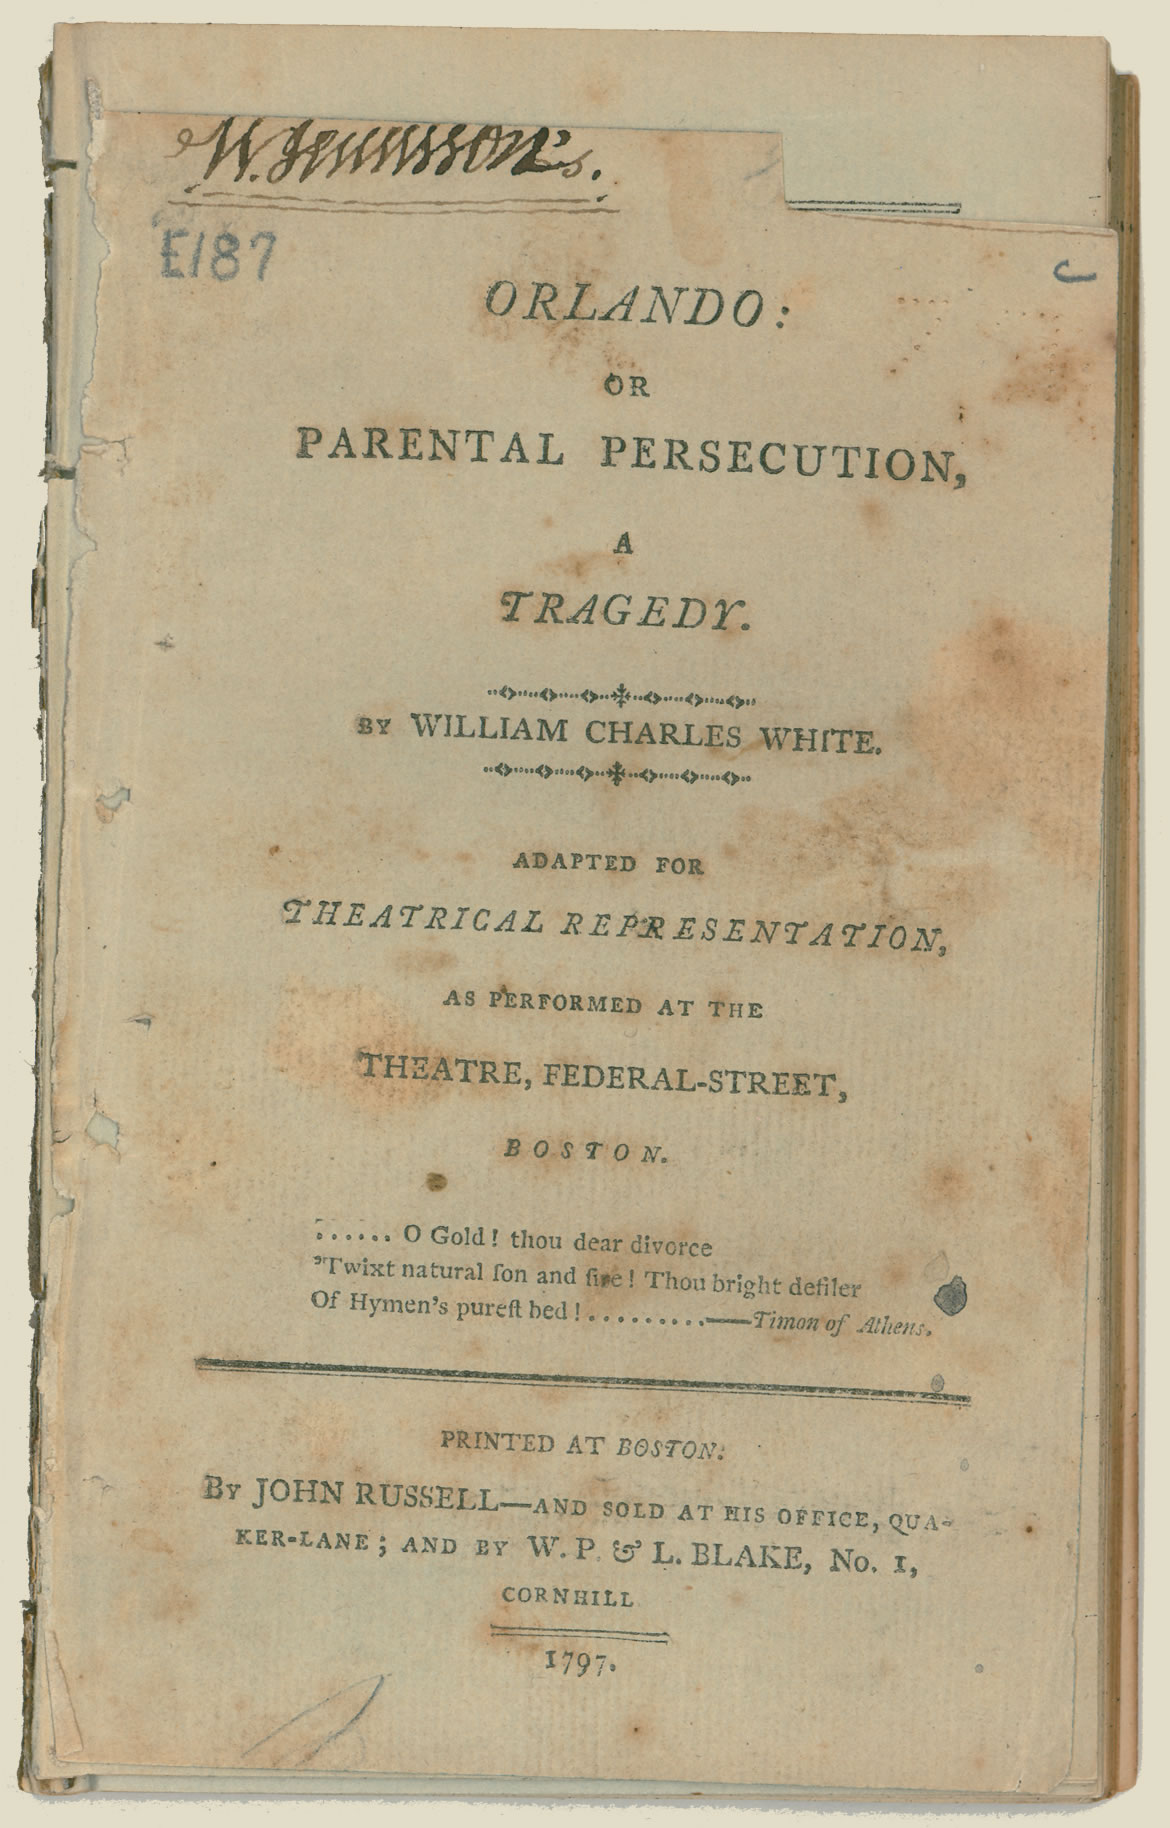 W. Jennisson's.
E187
ORLANDO:
OR
PARENTAL PERSECUTION,
A
TRAGEDY.
BY WILLIAM CHARLES WHITE.
ADAPTED FOR
THEATRICAL REPRESENTATION,
AS PERFORMED AT THE
THEATRE, FEDERAL-STREET,
BOSTON.
...... O Gold! thou dear divorce
'Twixt natural ſon and ſire! Thou bright defiler
Of Hymen's pureſt bed!.........—Timon of Athens.
PRINTED AT BOSTON:
By JOHN RUSSELL—AND SOLD AT HIS OFFICE, QUA-
KER-LANE; AND BY W. P. & L. BLAKE, No. 1,
CORNHILL
1797.